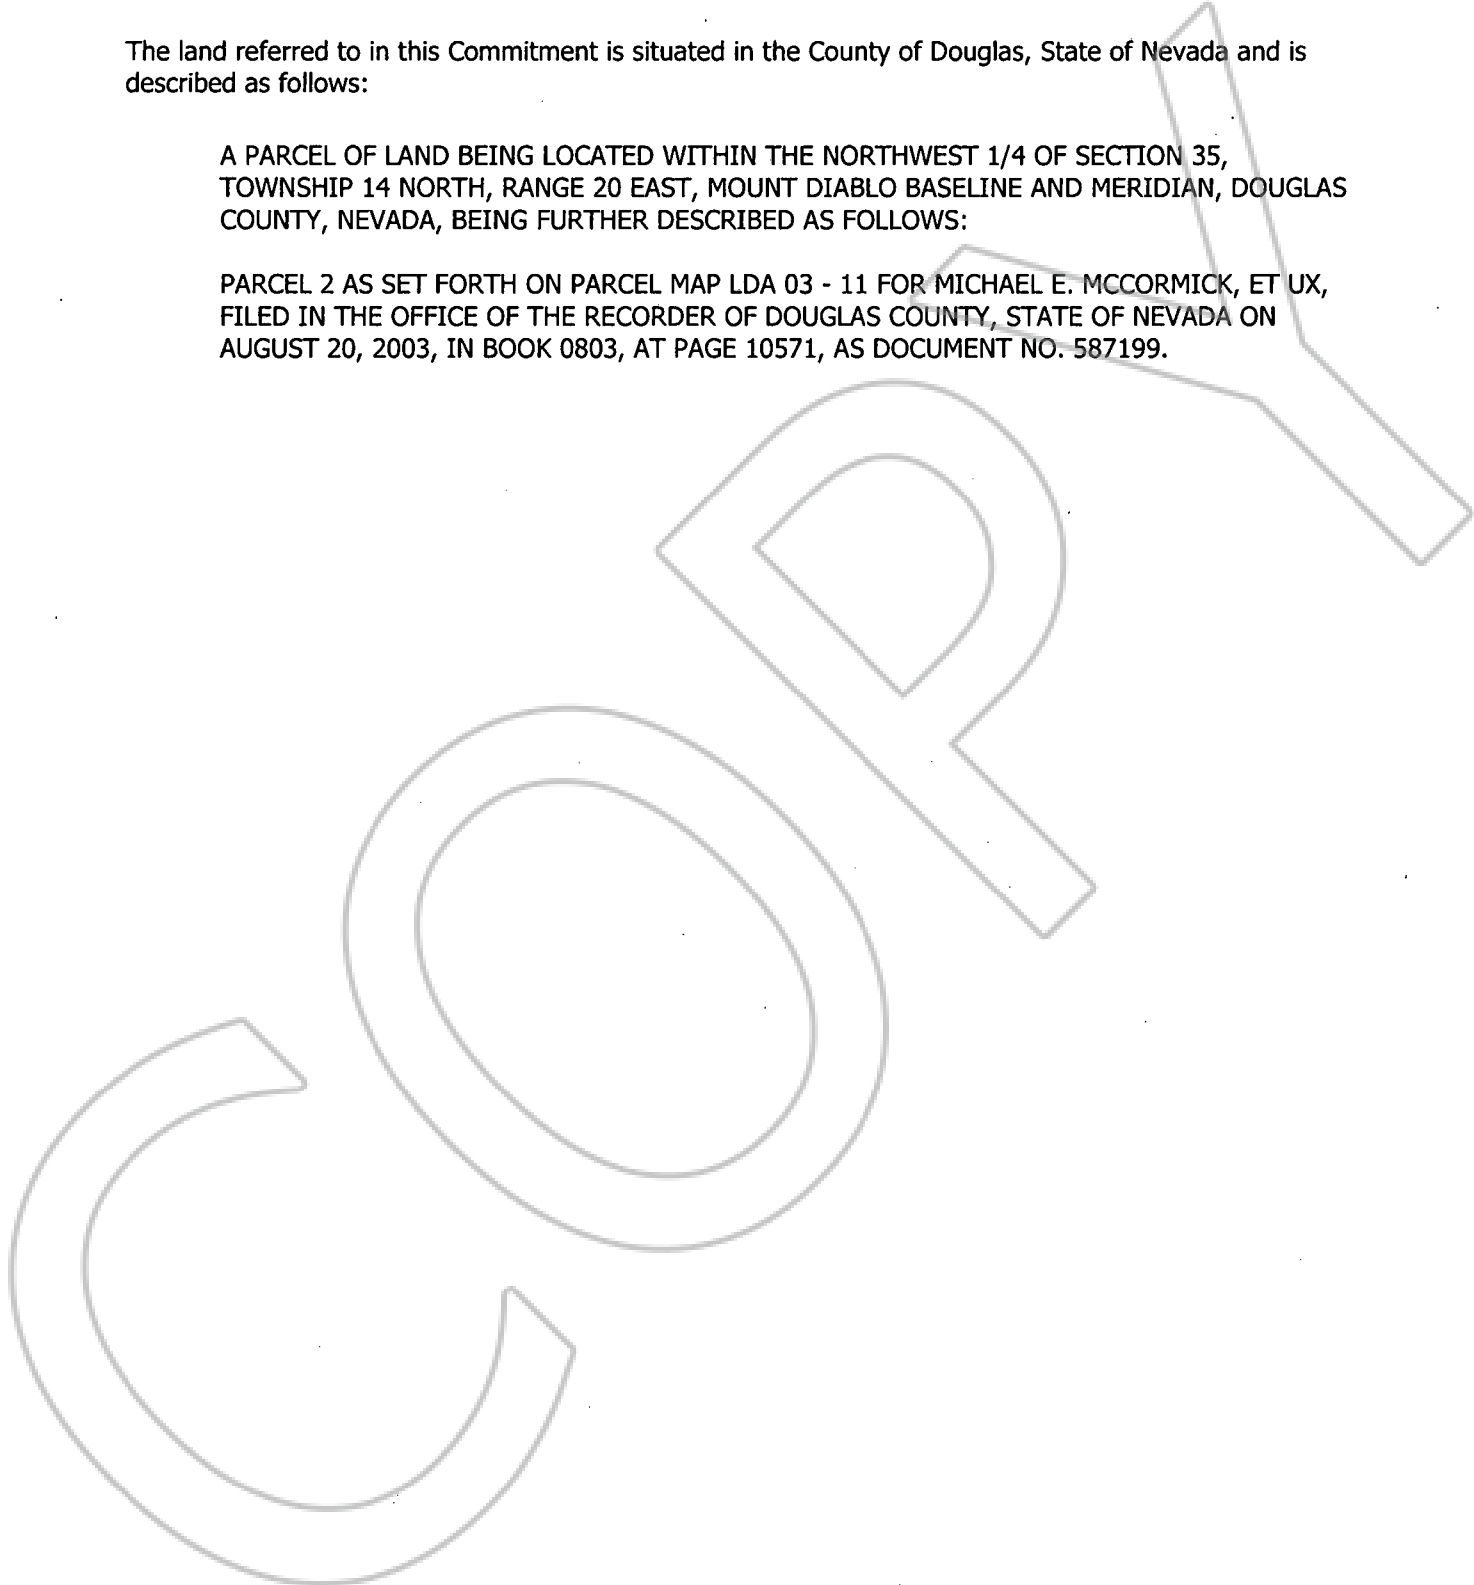 The land referred to in this Commitment is situated in the County of Douglas, State of Nevada and is
described as follows:
A PARCEL OF LAND BEING LOCATED WITHIN THE NORTHWEST 1/4 OF SECTION 35,
TOWNSHIP 14 NORTH, RANGE 20 EAST, MOUNT DIABLO BASELINE AND MERIDIAN, DOUGLAS
COUNTY, NEVADA, BEING FURTHER DESCRIBED AS FOLLOWS:
PARCEL 2 AS SET FORTH ON PARCEL MAP LDA 03 - 11 FOR MICHAEL E. MCCORMICK, ET UX,
FILED IN THE OFFICE OF THE RECORDER OF DOUGLAS COUNTY, STATE OF NEVADA ON
AUGUST 20, 2003, IN BOOK 0803, AT PAGE 10571, AS DOCUMENT NO. 587199.
COPY